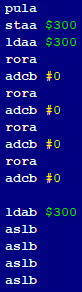 pula
staa $300
ldaa $300
rora
adcb #0
rora
adcb #0
rora
adcb #0
rora
adcb #0

ldab $300
aslb
aslb
aslb
aslb